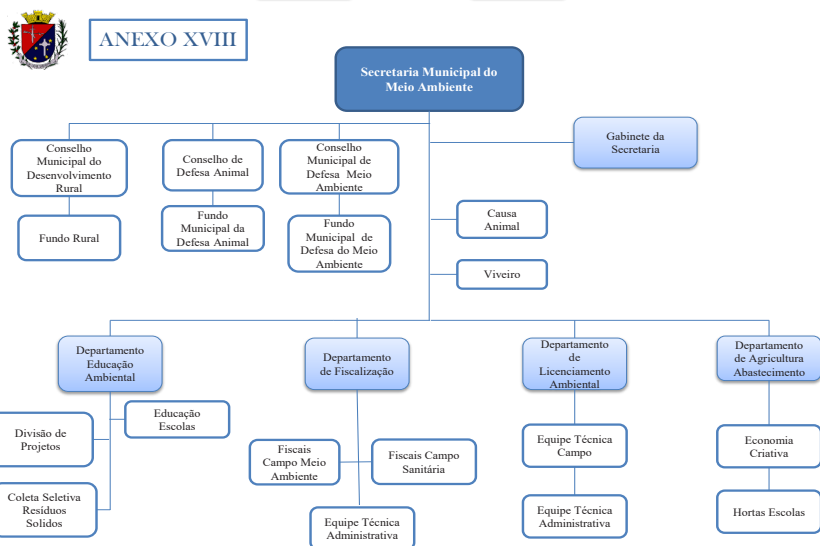 ANEXO XVIII
Secretaria Municipal do
Meio Ambiente
Gabinete da
Secretaria
Conselho
Municipal do
Desenvolvimento
Rural
Conselho de
Defesa Animal
Conselho
Municipal de
Defesa Meio
Ambiente
Fundo Rural
Fundo
Municipal da
Defesa Animal
Fundo
Municipal de
Defesa do Meio
Ambiente
Causa
Animal
Viveiro
Departamento
Educação
Ambiental
Departamento
de Fiscalização
Departamento
de
Licenciamento
Ambiental
Departamento
de Agricultura
Abastecimento
Divisão de
Projetos
Educação
Escolas
Coleta Seletiva
Resíduos
Solidos
Fiscais
Campo Meio
Ambiente
Fiscais Campo
Sanitária
Equipe Técnica
Administrativa
Equipe Técnica
Campo
Equipe Técnica
Administrativa
Economia
Criativa
Hortas Escolas